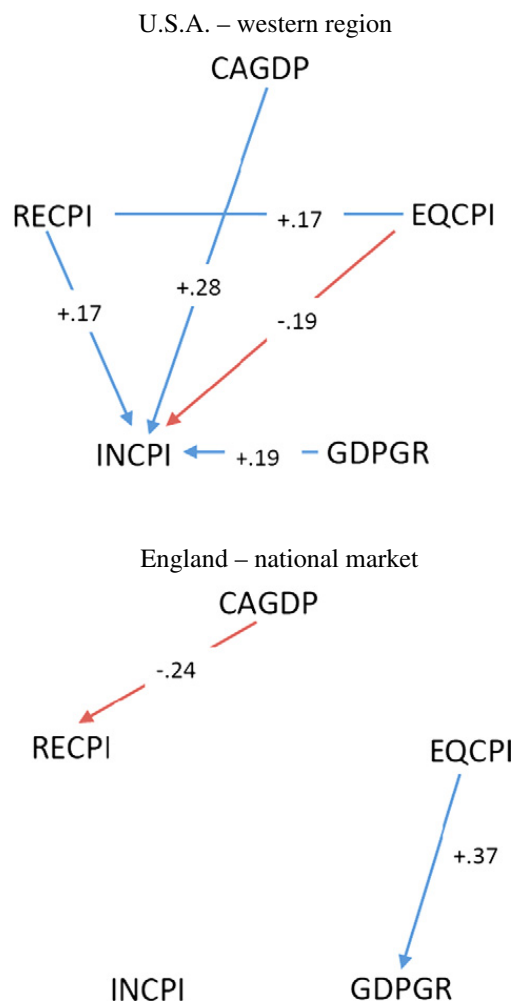 U.S.A. – western region
CAGDP
RECPI +.17 EQCPI
+.28
+.17
-.19
INCPI +.19 GDPGR
England – national market
CAGDP
-.24
RECPI EQCPI
+.37
INCPI GDPGR